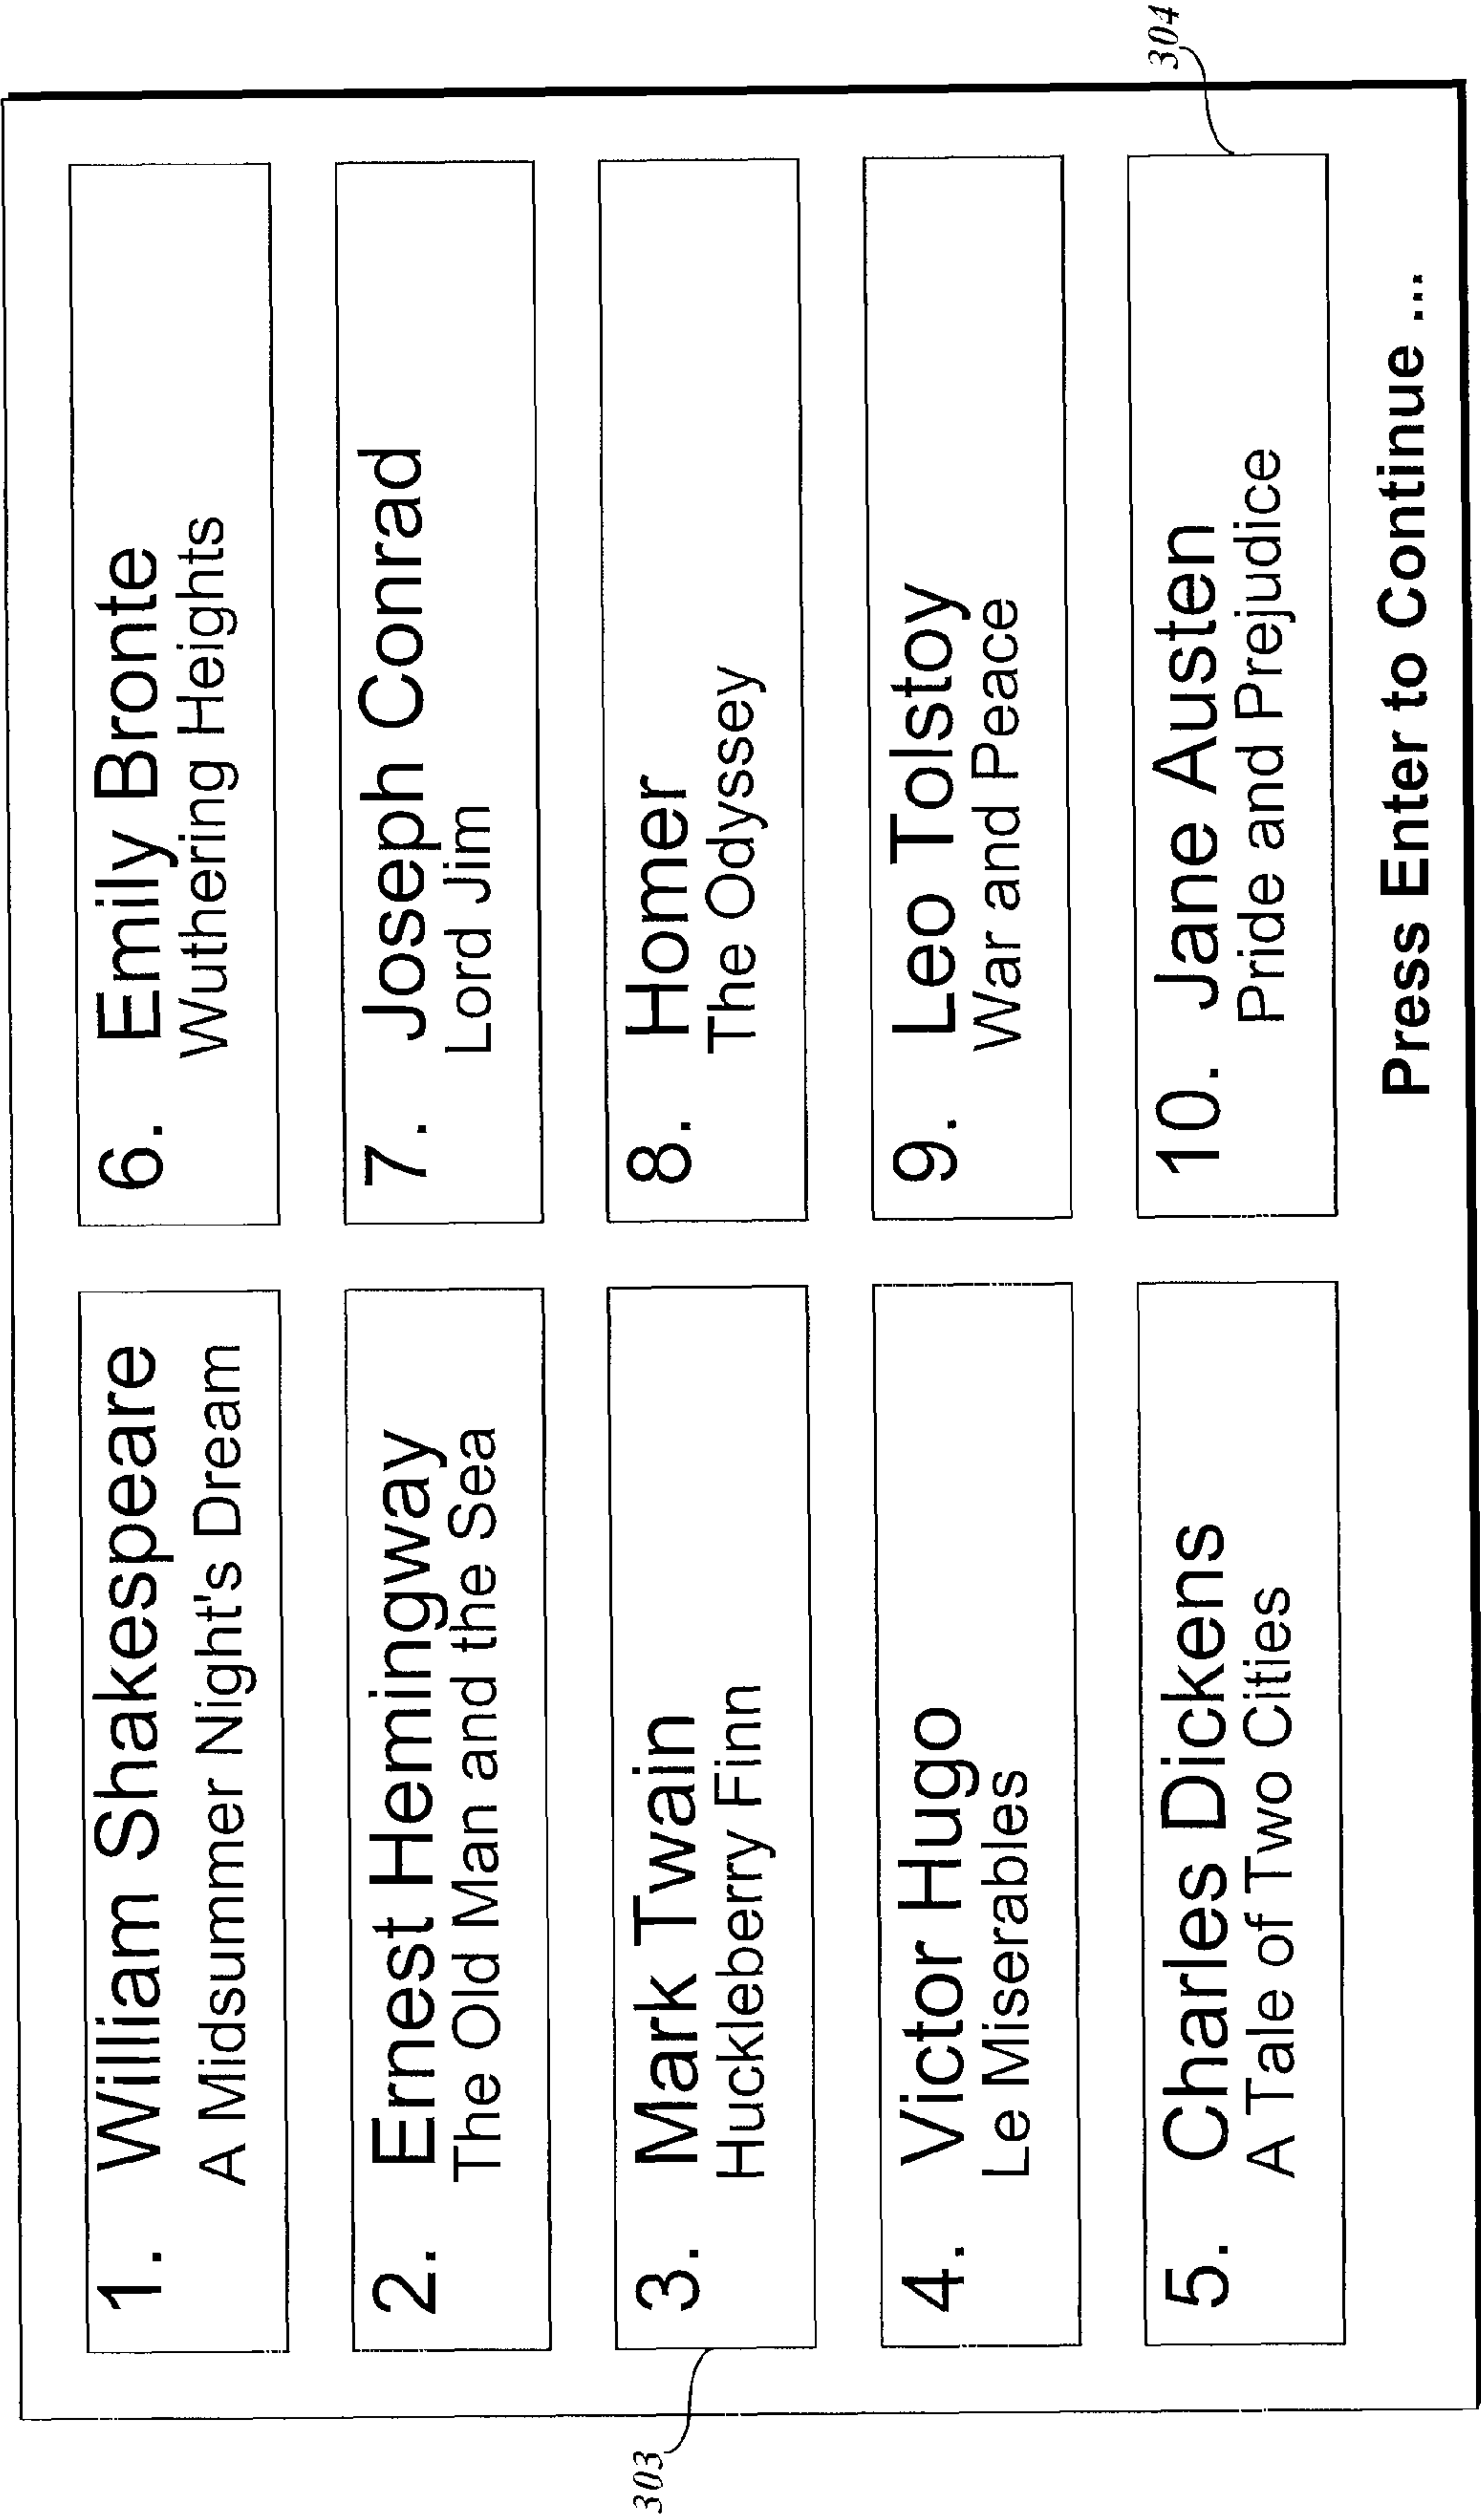 1. William Shakespeare
A Midsummer Night's Dream
2. Ernest Hemingway
The Old Man and the Sea
3. Mark Twain
Huckleberry Finn
4. Victor Hugo
Le Miserables
5. Charles Dickens
A Tale of Two Cities
6. Emily Bronte
Wuthering Heights
7. Joseph Conrad
Lord Jim
8. Homer
The Odyssey
9. Leo Tolstoy
War and Peace
10. Jane Austen
Pride and Prejudice
Press Enter to Continue ...
303
304